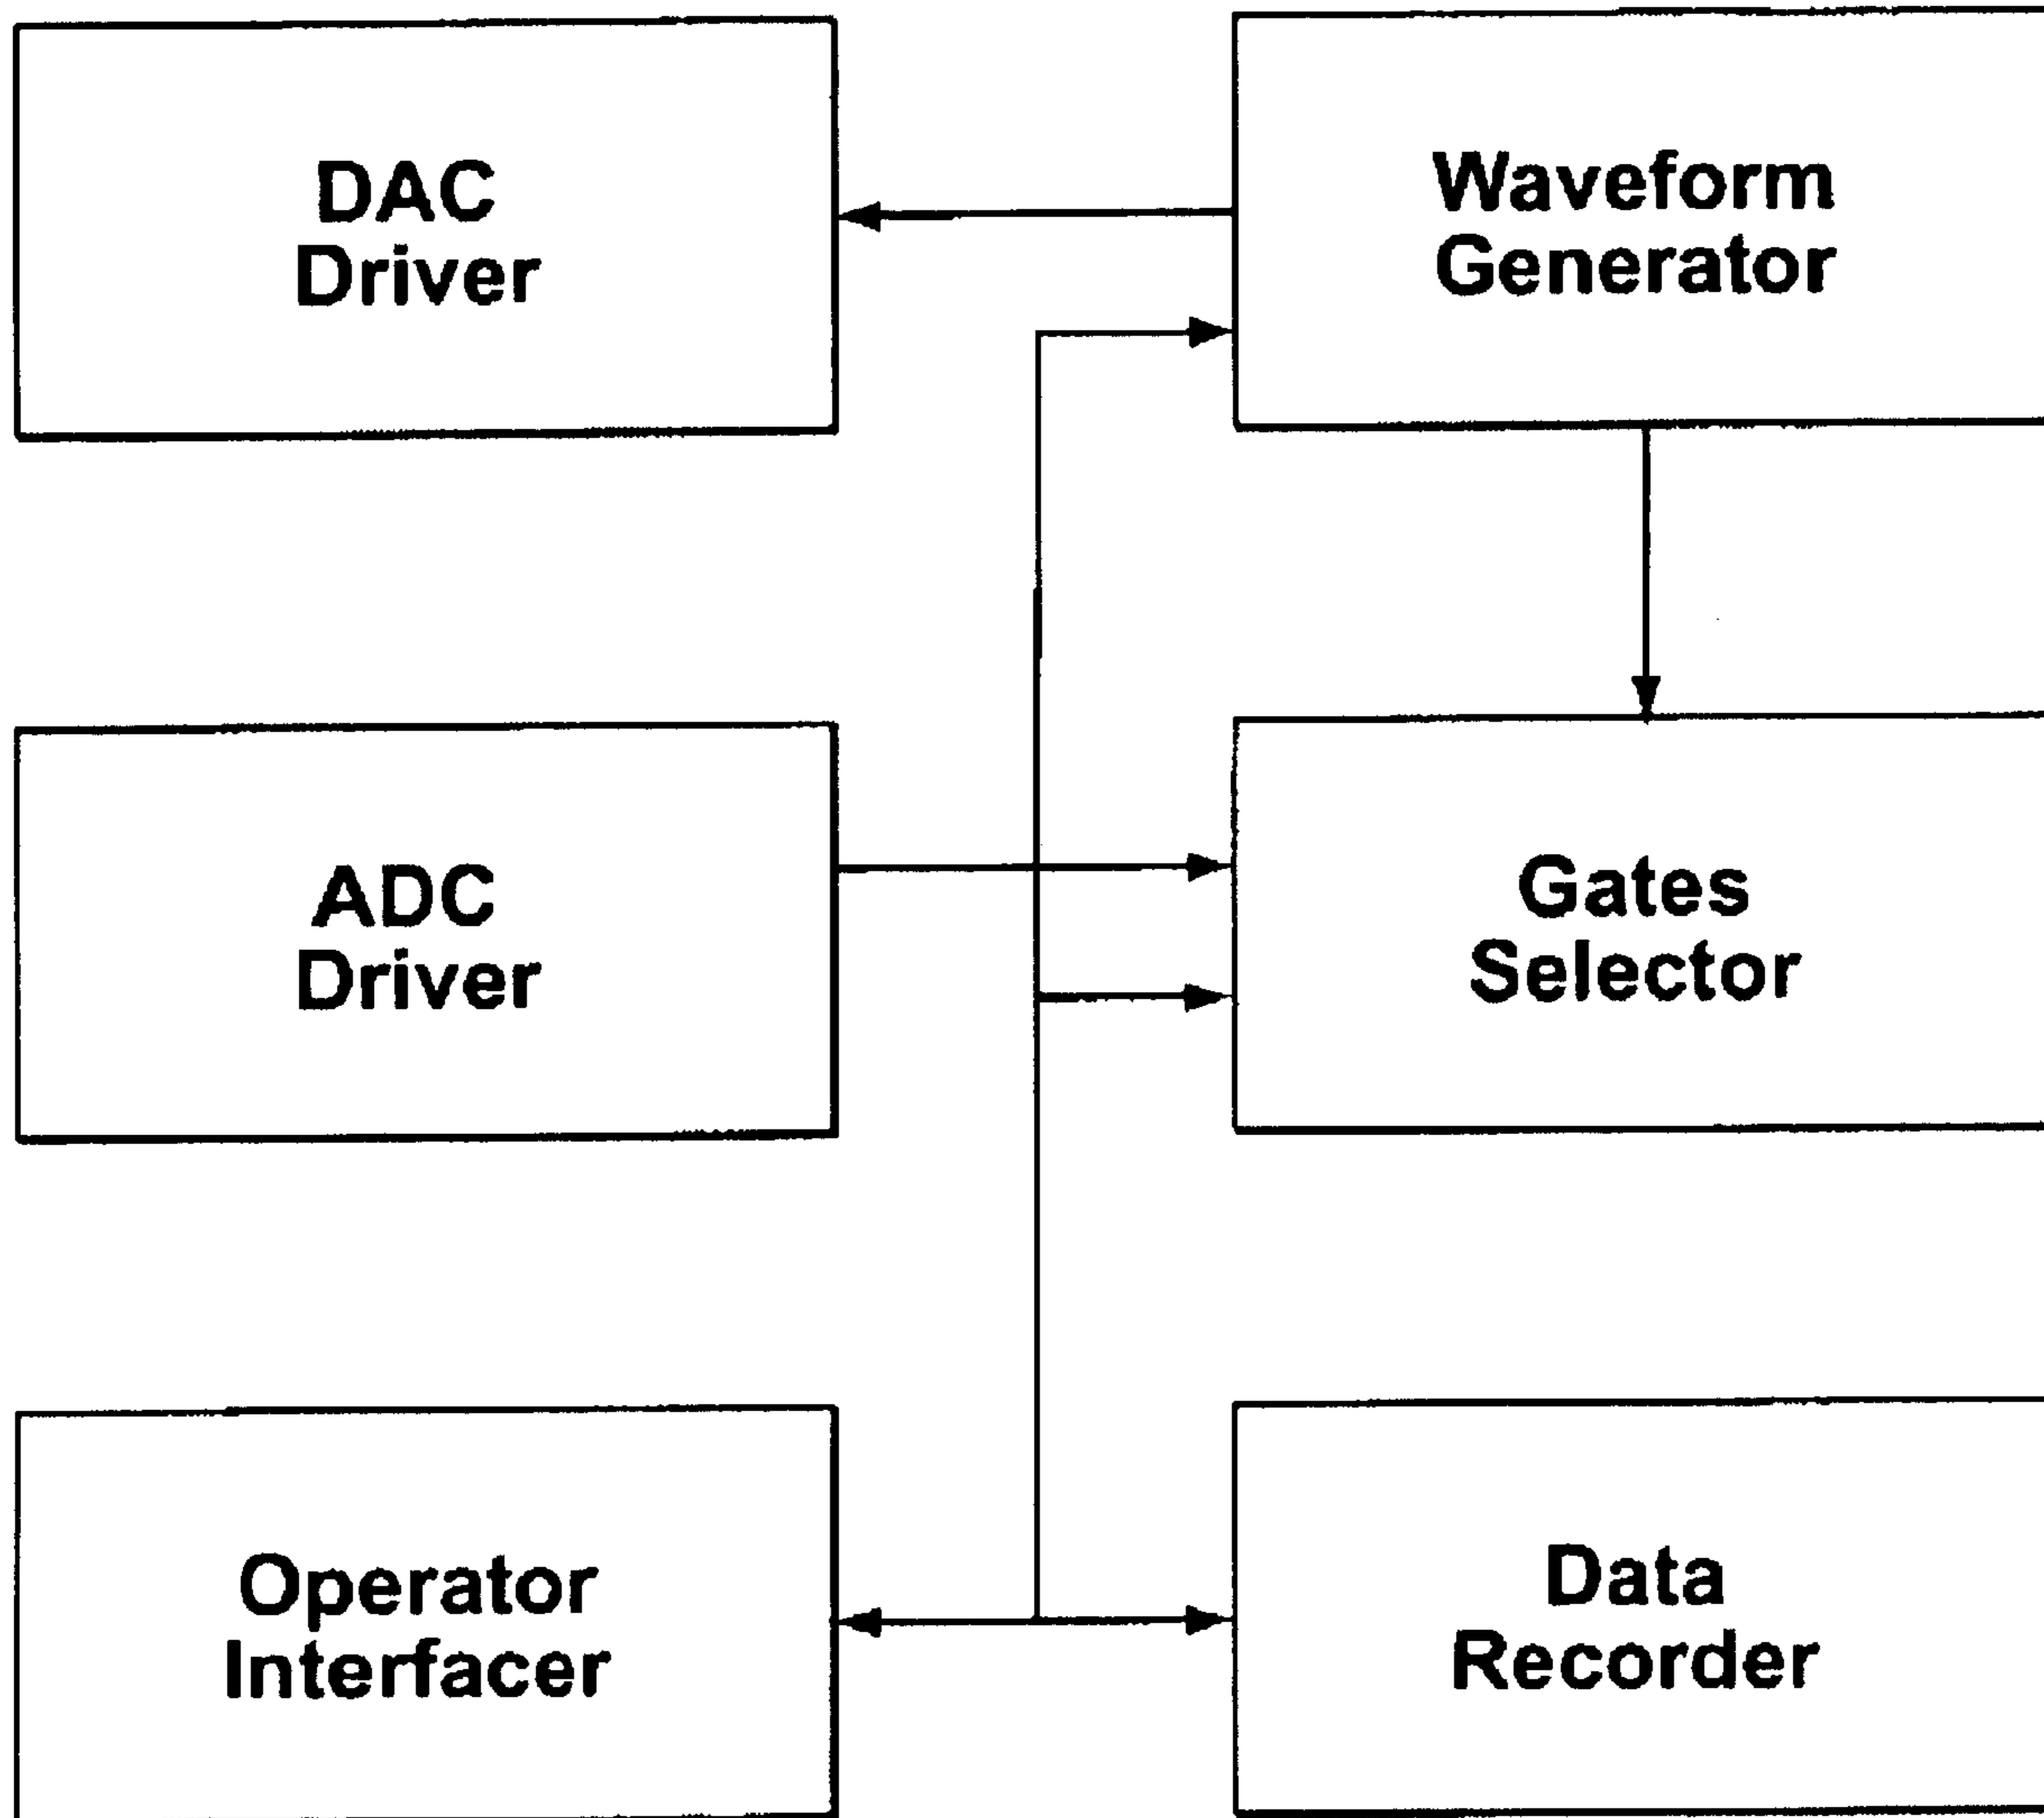 DAC
Driver
Waveform
Generator
ADC
Driver
Gates
Selector
Operator
Interfacer
Data
Recorder